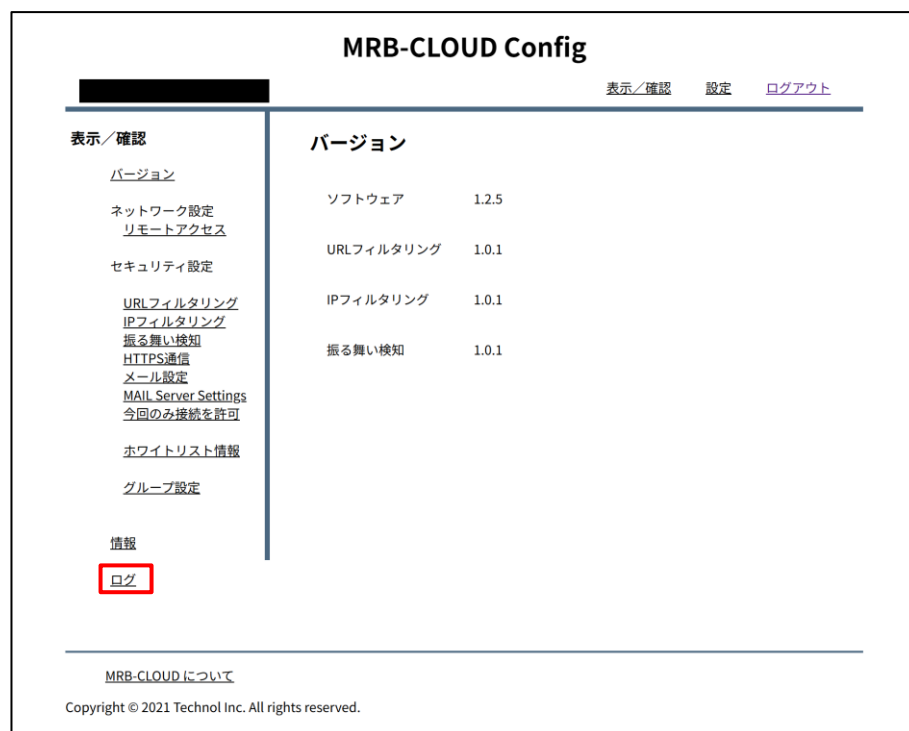 MRB-CLOUD Config
表示／確認 設定 ログアウト
表示／確認
バージョン
ネットワーク設定
リモートアクセス
セキュリティ設定
URLフィルタリング
IPフィルタリング
振る舞い検知
HTTPS通信
メール設定
MAIL Server Settings
今回のみ接続を許可
ホワイトリスト情報
グループ設定
情報
ログ
バージョン
ソフトウェア 1.2.5
URLフィルタリング 1.0.1
IPフィルタリング 1.0.1
振る舞い検知 1.0.1
MRB-CLOUD について
Copyright © 2021 Technol Inc. All rights reserved.